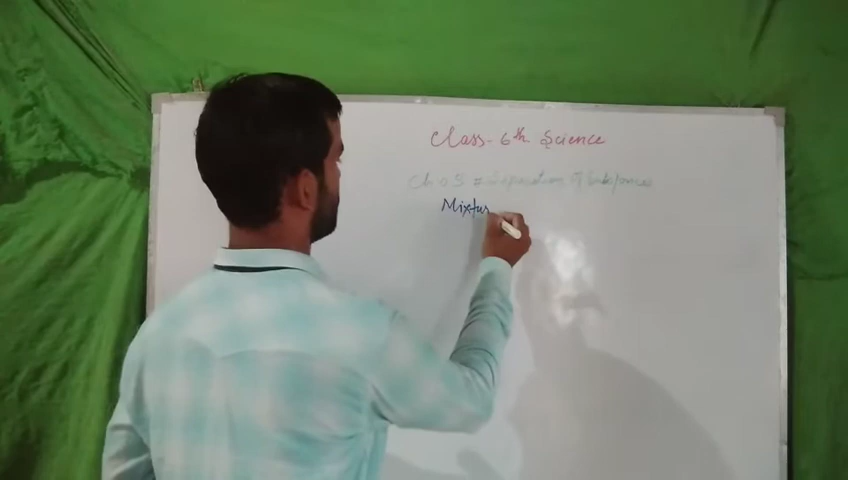 Class- 6th Science
Ch 05 = Separation of Substances
Mixtur